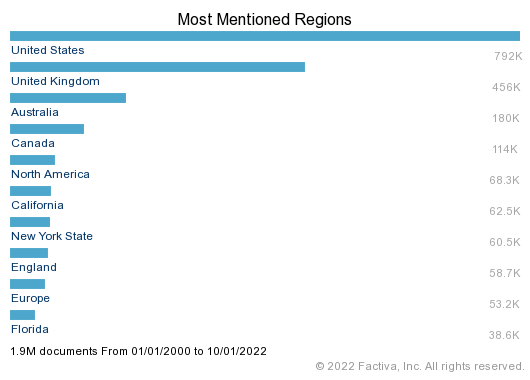 Most Mentioned Regions
United States
792K
United Kingdom
456K
Australia
180K
Canada
114K
North America
68.3K
California
62.5K
New York State
60.5K
England
58.7K
Europe
53.2K
Florida
38.6K
1.9M documents From 01/01/2000 to 10/01/2022
© 2022 Factiva, Inc. All rights reserved.